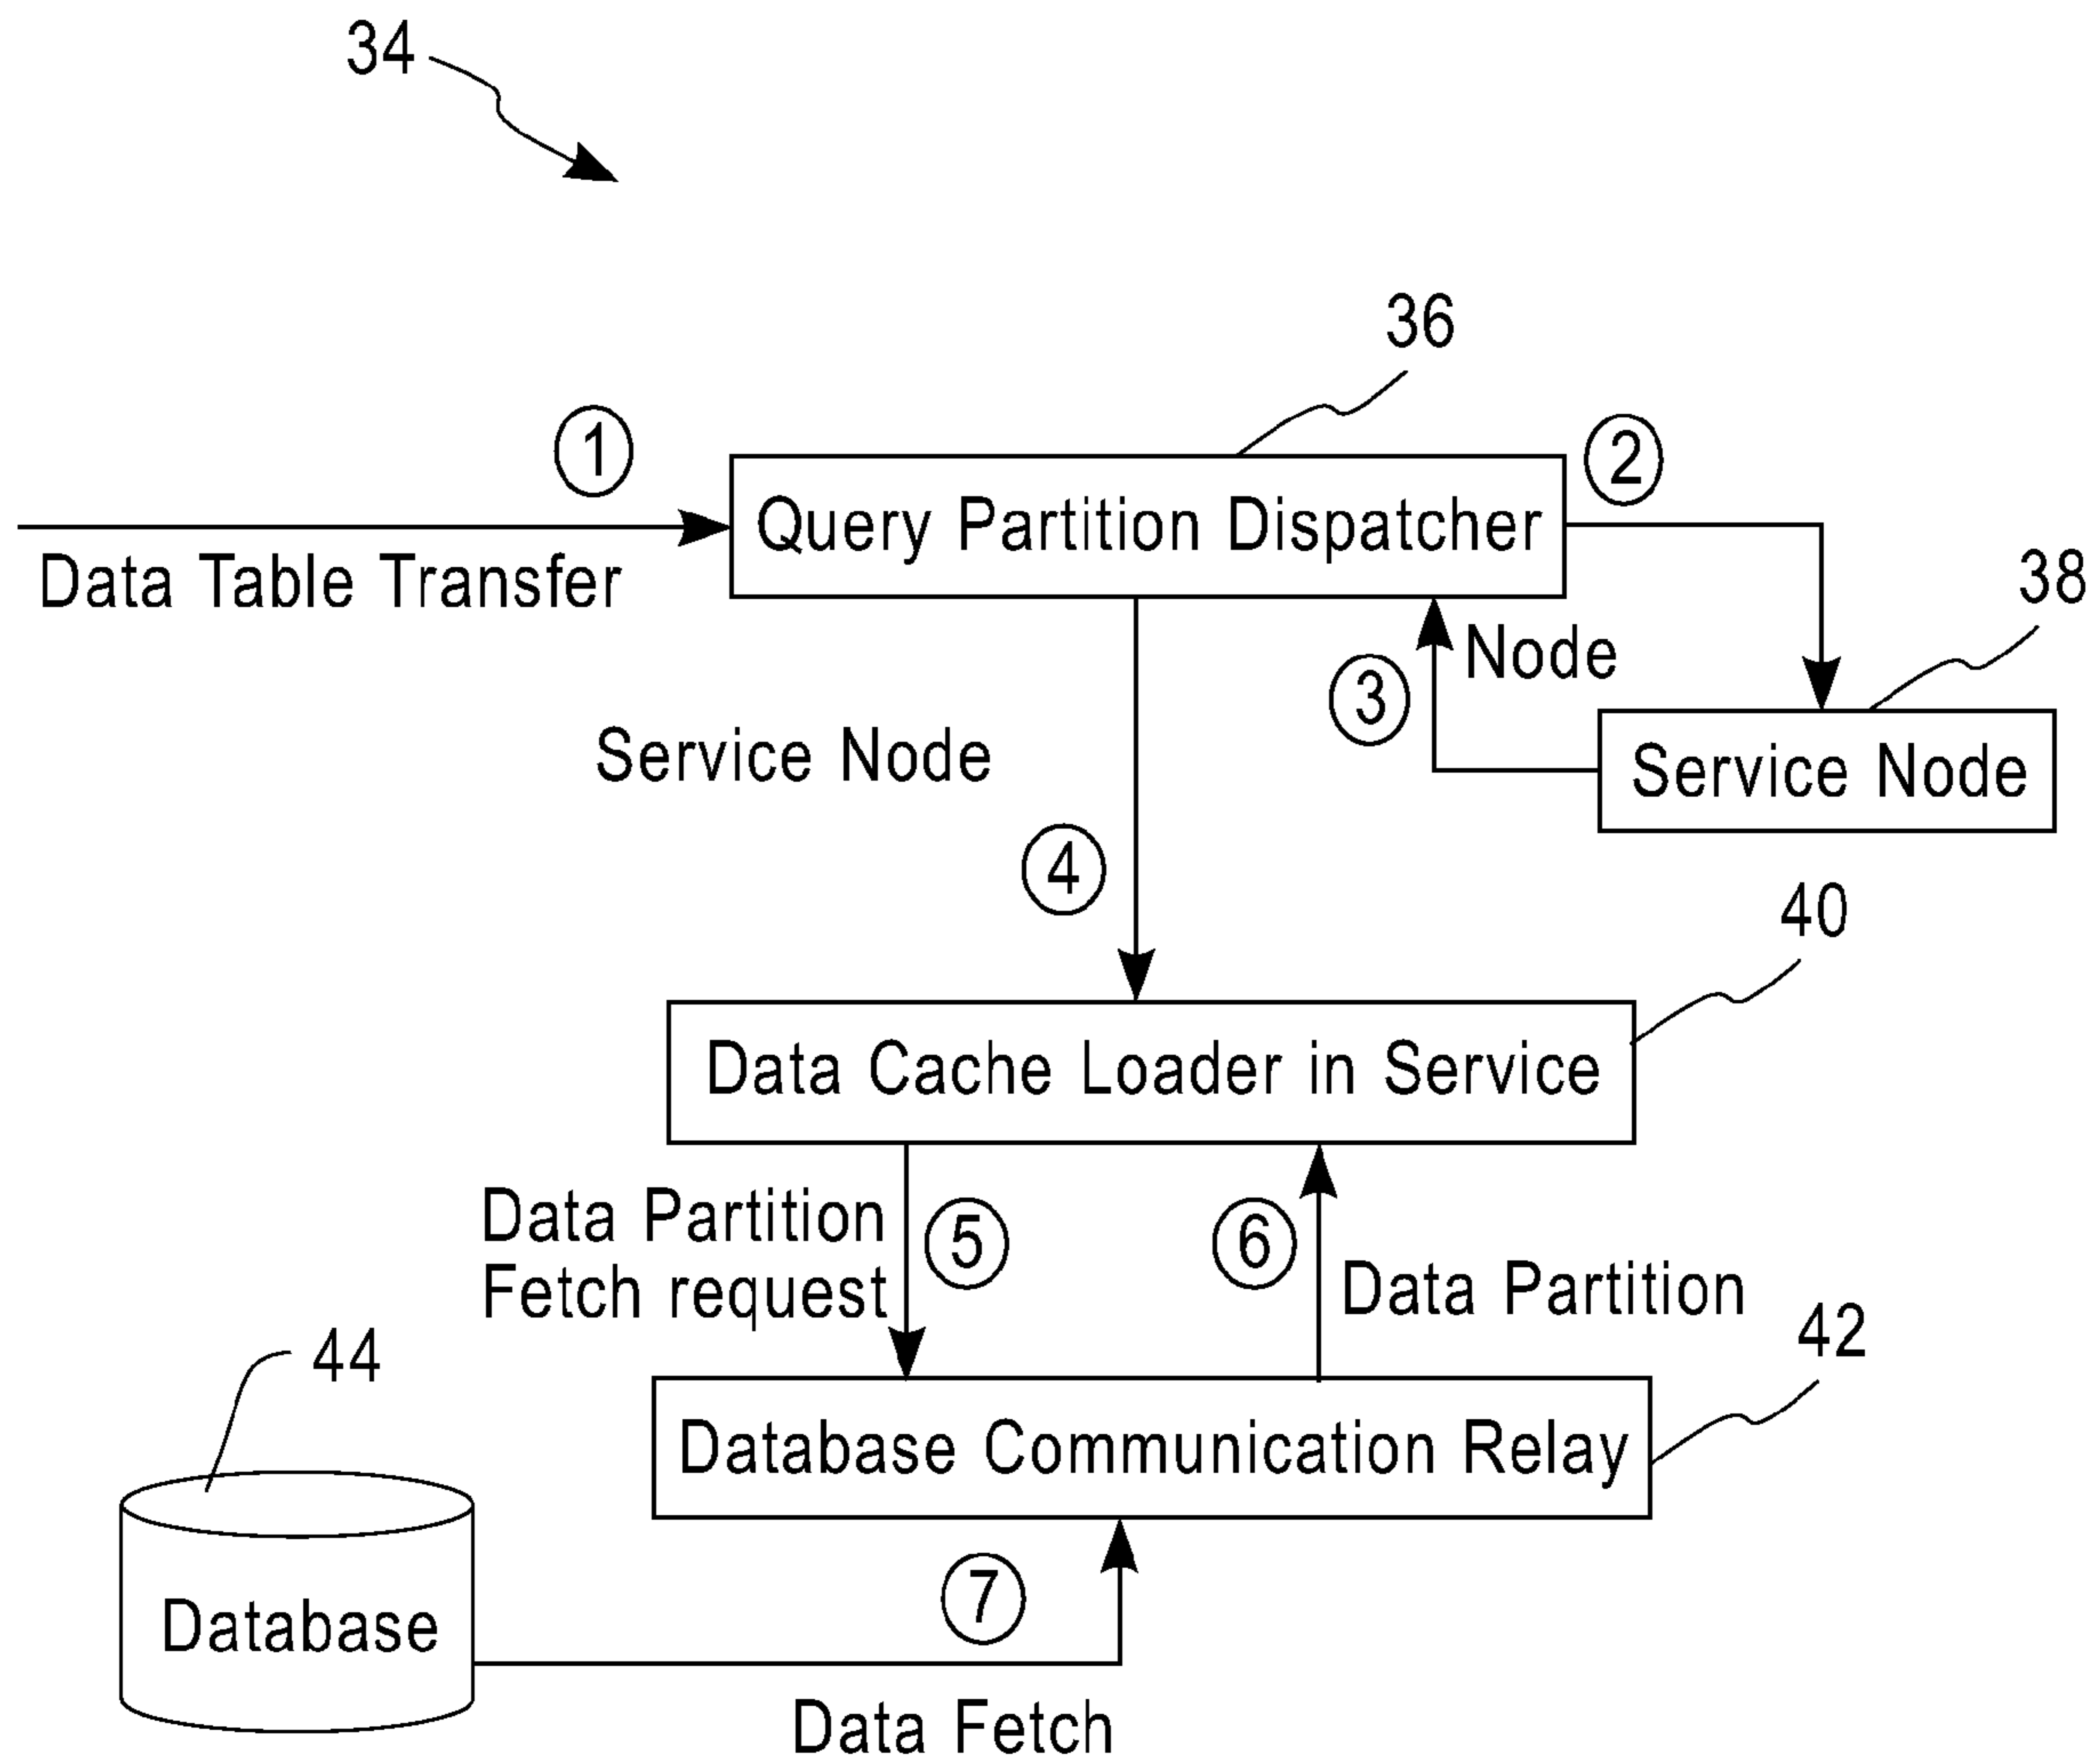 34
36
1
2
Query Partition Dispatcher
Data Table Transfer
38
Node
3
Service Node
Service Node
4
40
Data Cache Loader in Service
Data Partition
Fetch request
5
6
Data Partition
42
44
Database Communication Relay
7
Database
Data Fetch